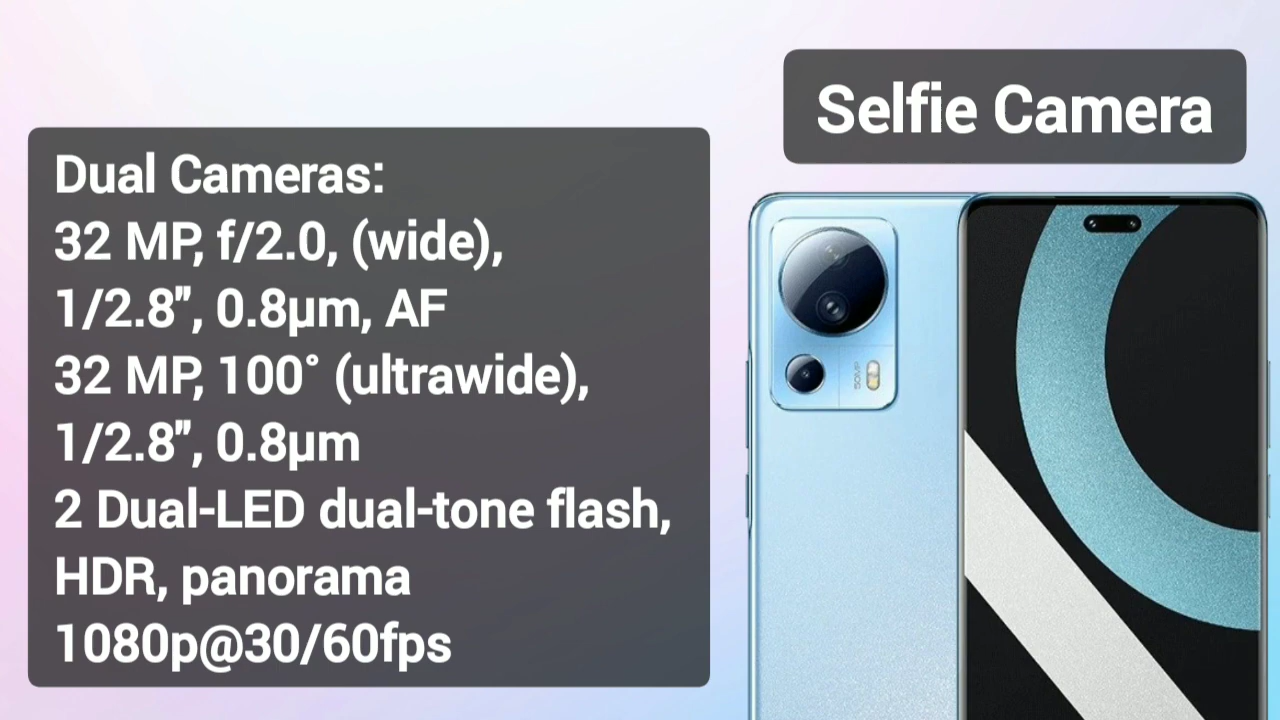 Selfie Camera
Dual Cameras:
32 MP, f/2.0, (wide),
1/2.8", 0.8µm, AF
32 MP, 100° (ultrawide),
1/2.8", 0.8µm
2 Dual-LED dual-tone flash,
HDR, panorama
1080p@30/60fps
50MP